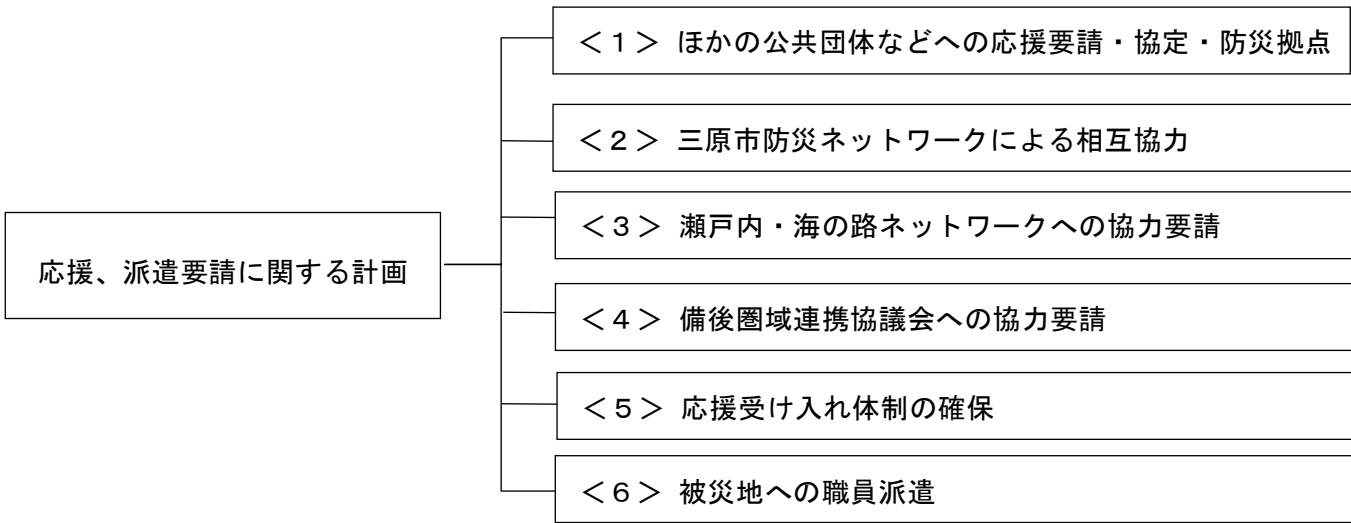 応援、派遣要請に関する計画
＜１＞ ほかの公共団体などへの応援要請・協定・防災拠点
＜２＞ 三原市防災ネットワークによる相互協力
＜３＞ 瀬戸内・海の路ネットワークへの協力要請
＜４＞ 備後圏域連携協議会への協力要請
＜５＞ 応援受け入れ体制の確保
＜６＞ 被災地への職員派遣